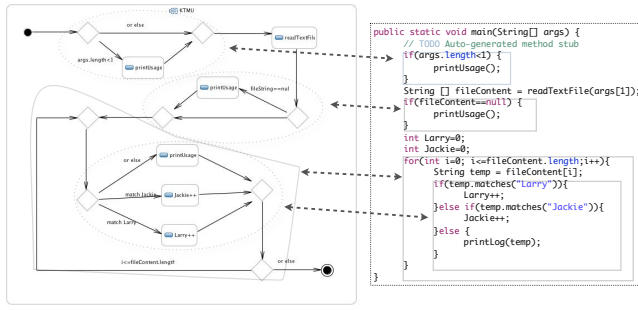 KTMU
or else
readTextFil
args.length<1
printUsage
printUsage
fileString==nul
or else
printUsage
match Jackie
Jackie++
match Larry
Larry++
i<=fileContent.lenght
or else
public static void main(String[] args) {
// TODO Auto-generated method stub
if(args.length<1) {
printUsage();
}
String [] fileContent = readTextFile(args[1]);
if(fileContent==null) {
printUsage();
}
int Larry=0;
int Jackie=0;
for(int i=0; i<=fileContent.length;i++){
String temp = fileContent[i];
if(temp.matches("Larry")){
Larry++;
}else if(temp.matches("Jackie")){
Jackie++;
}else {
printLog(temp);
}
}
}